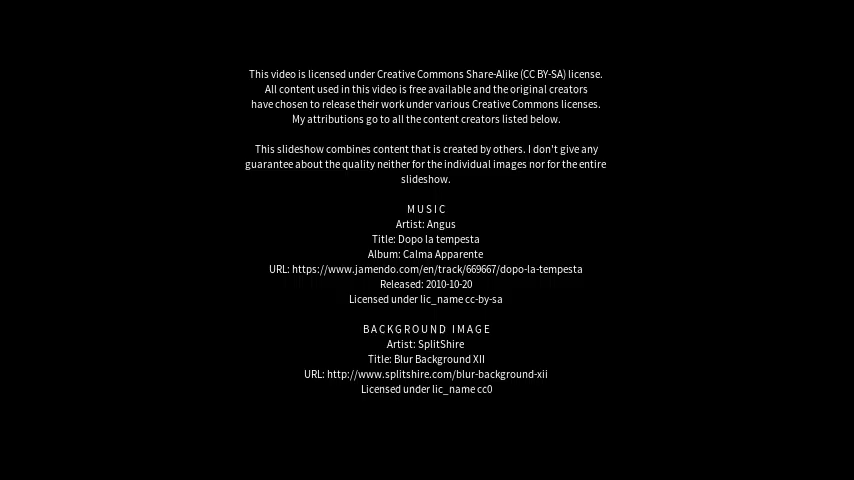 This video is licensed under Creative Commons Share-Alike (CC BY-SA) license.
All content used in this video is free available and the original creators
have chosen to release their work under various Creative Commons licenses.
My attributions go to all the content creators listed below.
This slideshow combines content that is created by others. I don't give any
guarantee about the quality neither for the individual images nor for the entire
slideshow.
MUSIC
Artist: Angus
Title: Dopo la tempesta
Album: Calma Apparente
URL: https://www.jamendo.com/en/track/669667/dopo-la-tempesta
Released: 2010-10-20
Licensed under lic_name cc-by-sa
BACKGROUND IMAGE
Artist: SplitShire
Title: Blur Background XII
URL: http://www.splitshire.com/blur-background-xii
Licensed under lic_name cc0